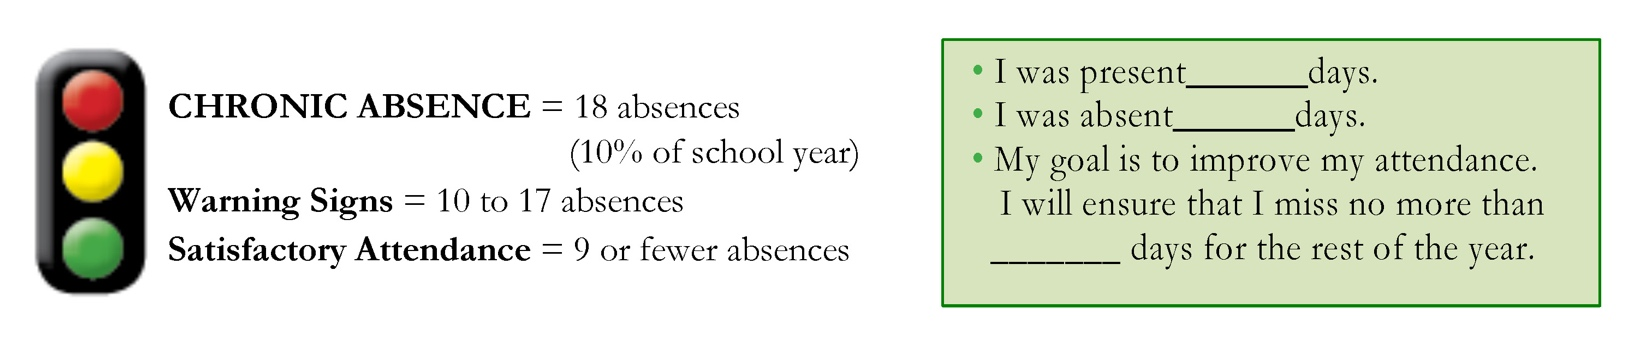 CHRONIC ABSENCE = 18 absences
(10% of school year)
Warning Signs = 10 to 17 absences
Satisfactory Attendance = 9 or fewer absences
• I was present_______days.
• I was absent_______days.
• My goal is to improve my attendance.
I will ensure that I miss no more than
_______ days for the rest of the year.